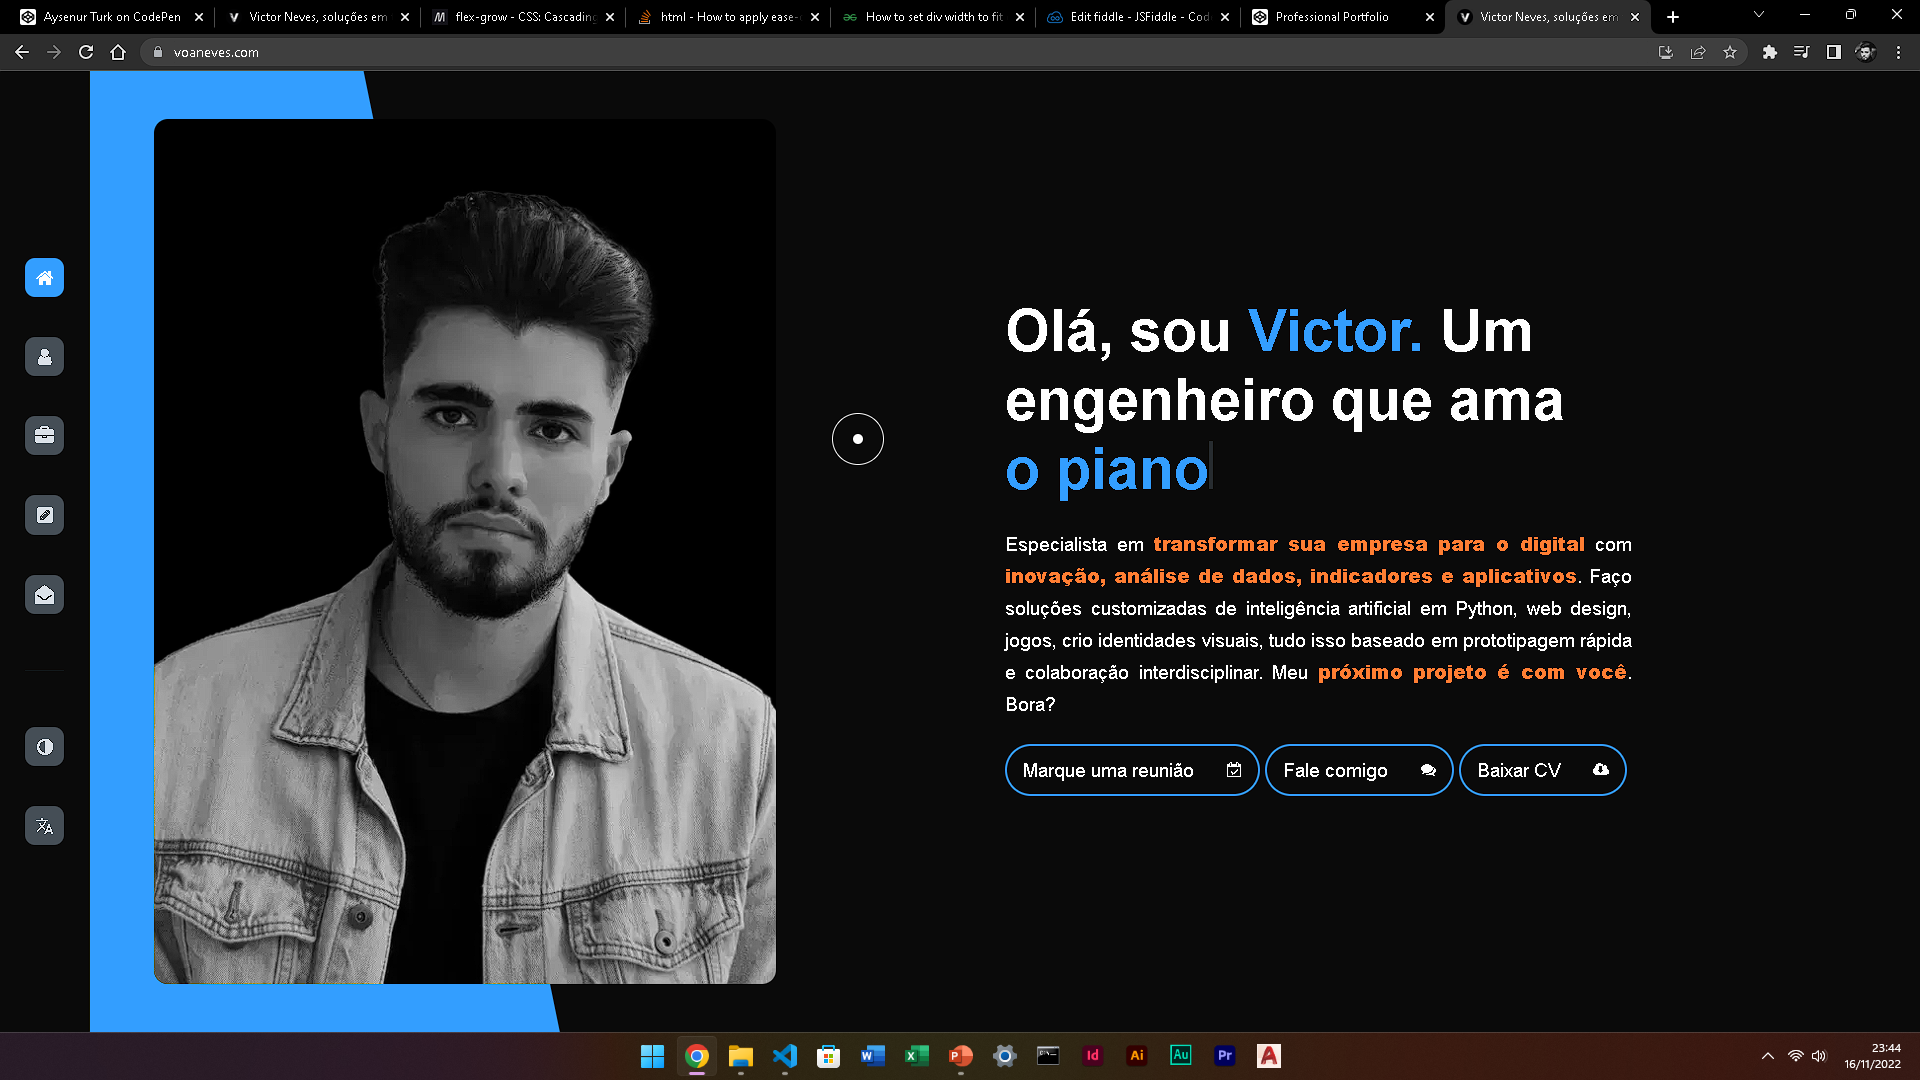 Aysenur Turk on CodePen
Victor Neves, soluções em
flex-grow - CSS: Cascading
html - How to apply ease-
How to set div width to fit
Edit fiddle - JSFiddle - Cod
Professional Portfolio
Victor Neves, soluções em
voaneves.com
Olá, sou Victor. Um
engenheiro que ama
o piano
Especialista em transformar sua empresa para o digital com
inovação, análise de dados, indicadores e aplicativos. Faço
soluções customizadas de inteligência artificial em Python, web design,
jogos, crio identidades visuais, tudo isso baseado em prototipagem rápida
e colaboração interdisciplinar. Meu próximo projeto é com você.
Bora?
Marque uma reunião
Fale comigo
Baixar CV
Id
Ai
Au
Pr
23:44
16/11/2022